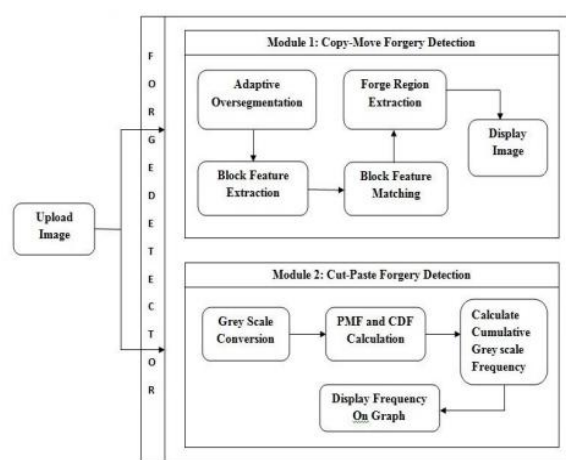 Upload
Image
F
O
R
G
E
D
E
T
E
C
T
O
R
Module 1: Copy-Move Forgery Detection
Adaptive
Oversegmentation
Block Feature
Extraction
Block Feature
Matching
Forge Region
Extraction
Display
Image
Module 2: Cut-Paste Forgery Detection
Grey Scale
Conversion
PMF and CDF
Calculation
Calculate
Cumulative
Grey scale
Frequency
Display Frequency
On Graph